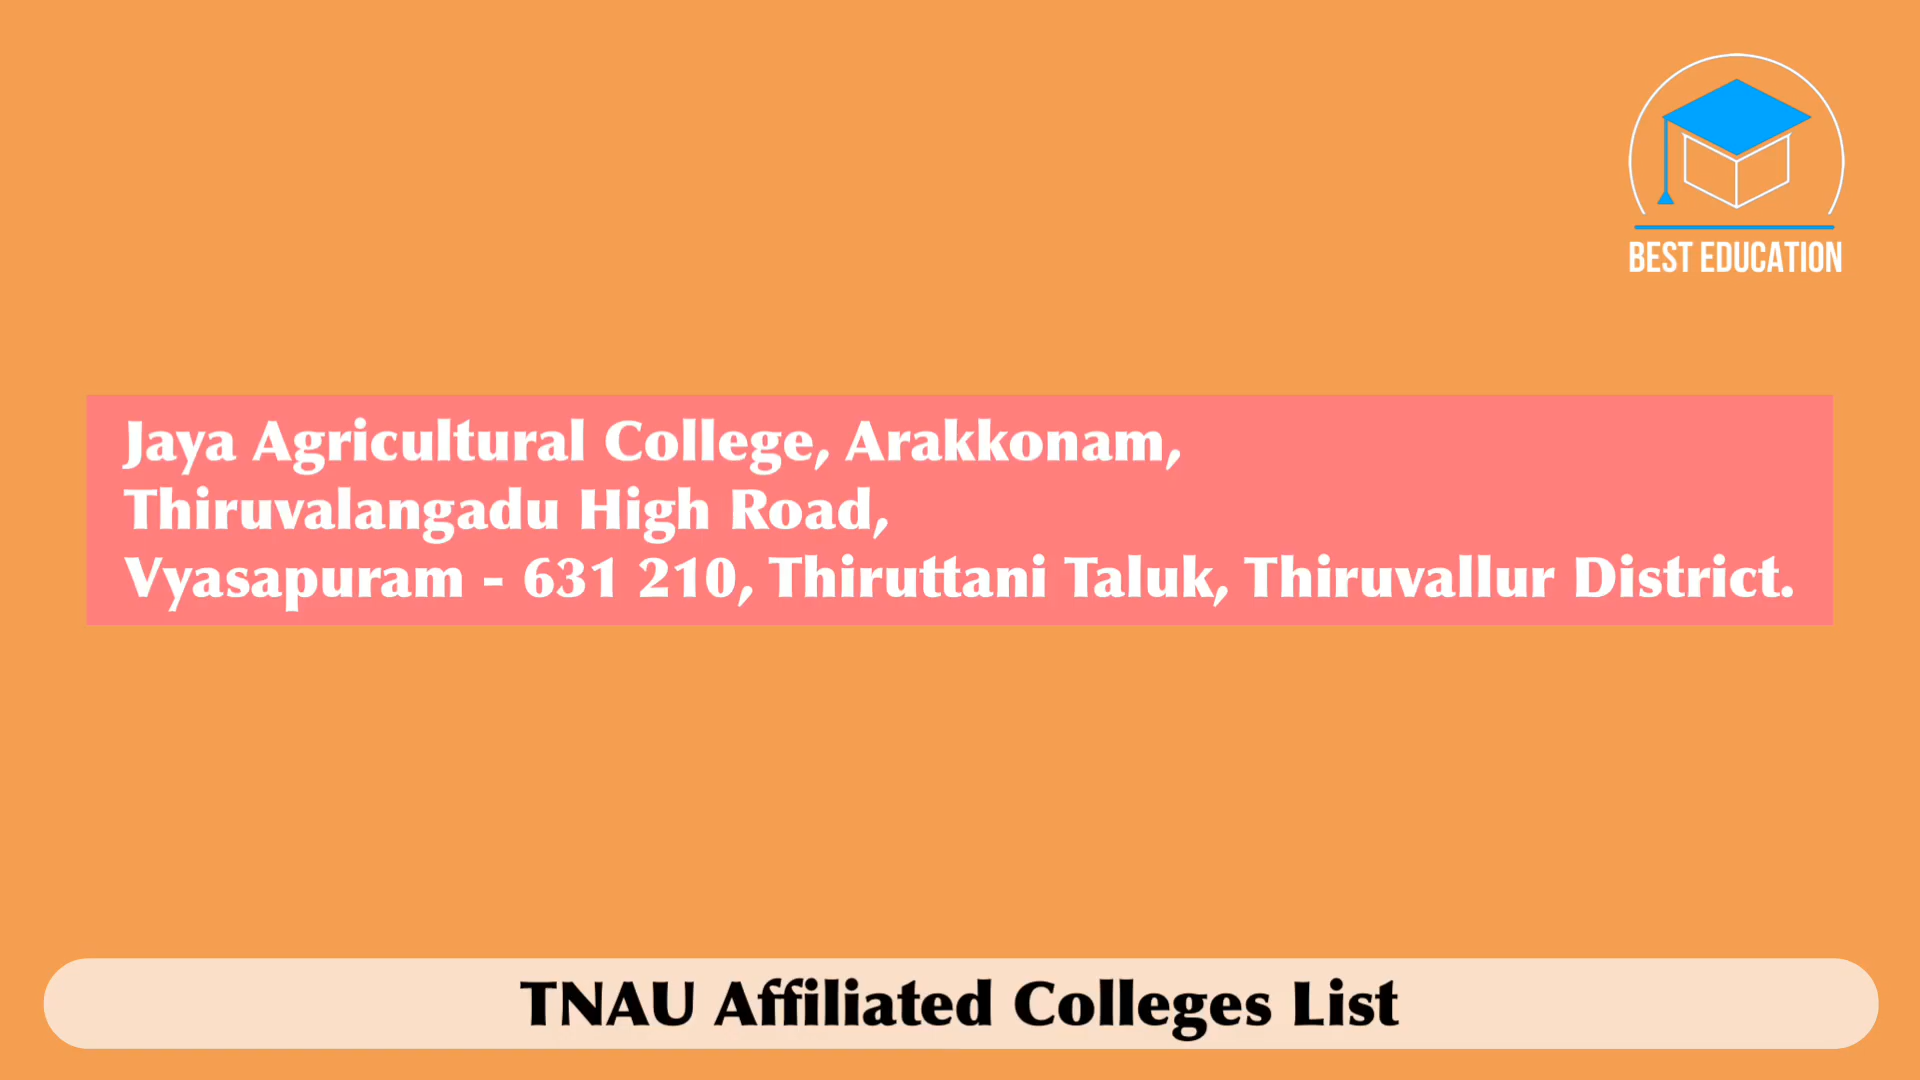 BEST EDUCATION
Jaya Agricultural College, Arakkonam,
Thiruvalangadu High Road,
Vyasapuram - 631 210, Thiruttani Taluk, Thiruvallur District.
TNAU Affiliated Colleges List